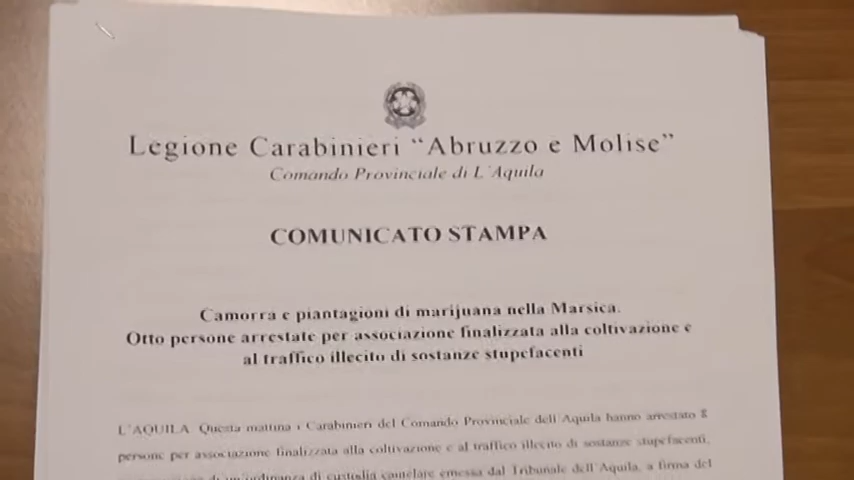 Legione Carabinieri “Abruzzo e Molise”
Comando Provinciale di L'Aquila
COMUNICATO STAMPA
Camorra e piantagioni di marijuana nella Marsica.
Otto persone arrestate per associazione finalizzata alla coltivazione e
al traffico illecito di sostanze stupefacenti
L'AQUILA Questa mattina i Carabinieri del Comando Provinciale dell'Aquila hanno arrestato 8
persone per associazione finalizzata alla coltivazione e al traffico illecito di sostanze stupefacenti,
di un'ordinanza di custodia cautelare emessa dal Tribunale dell'Aquila, a firma del